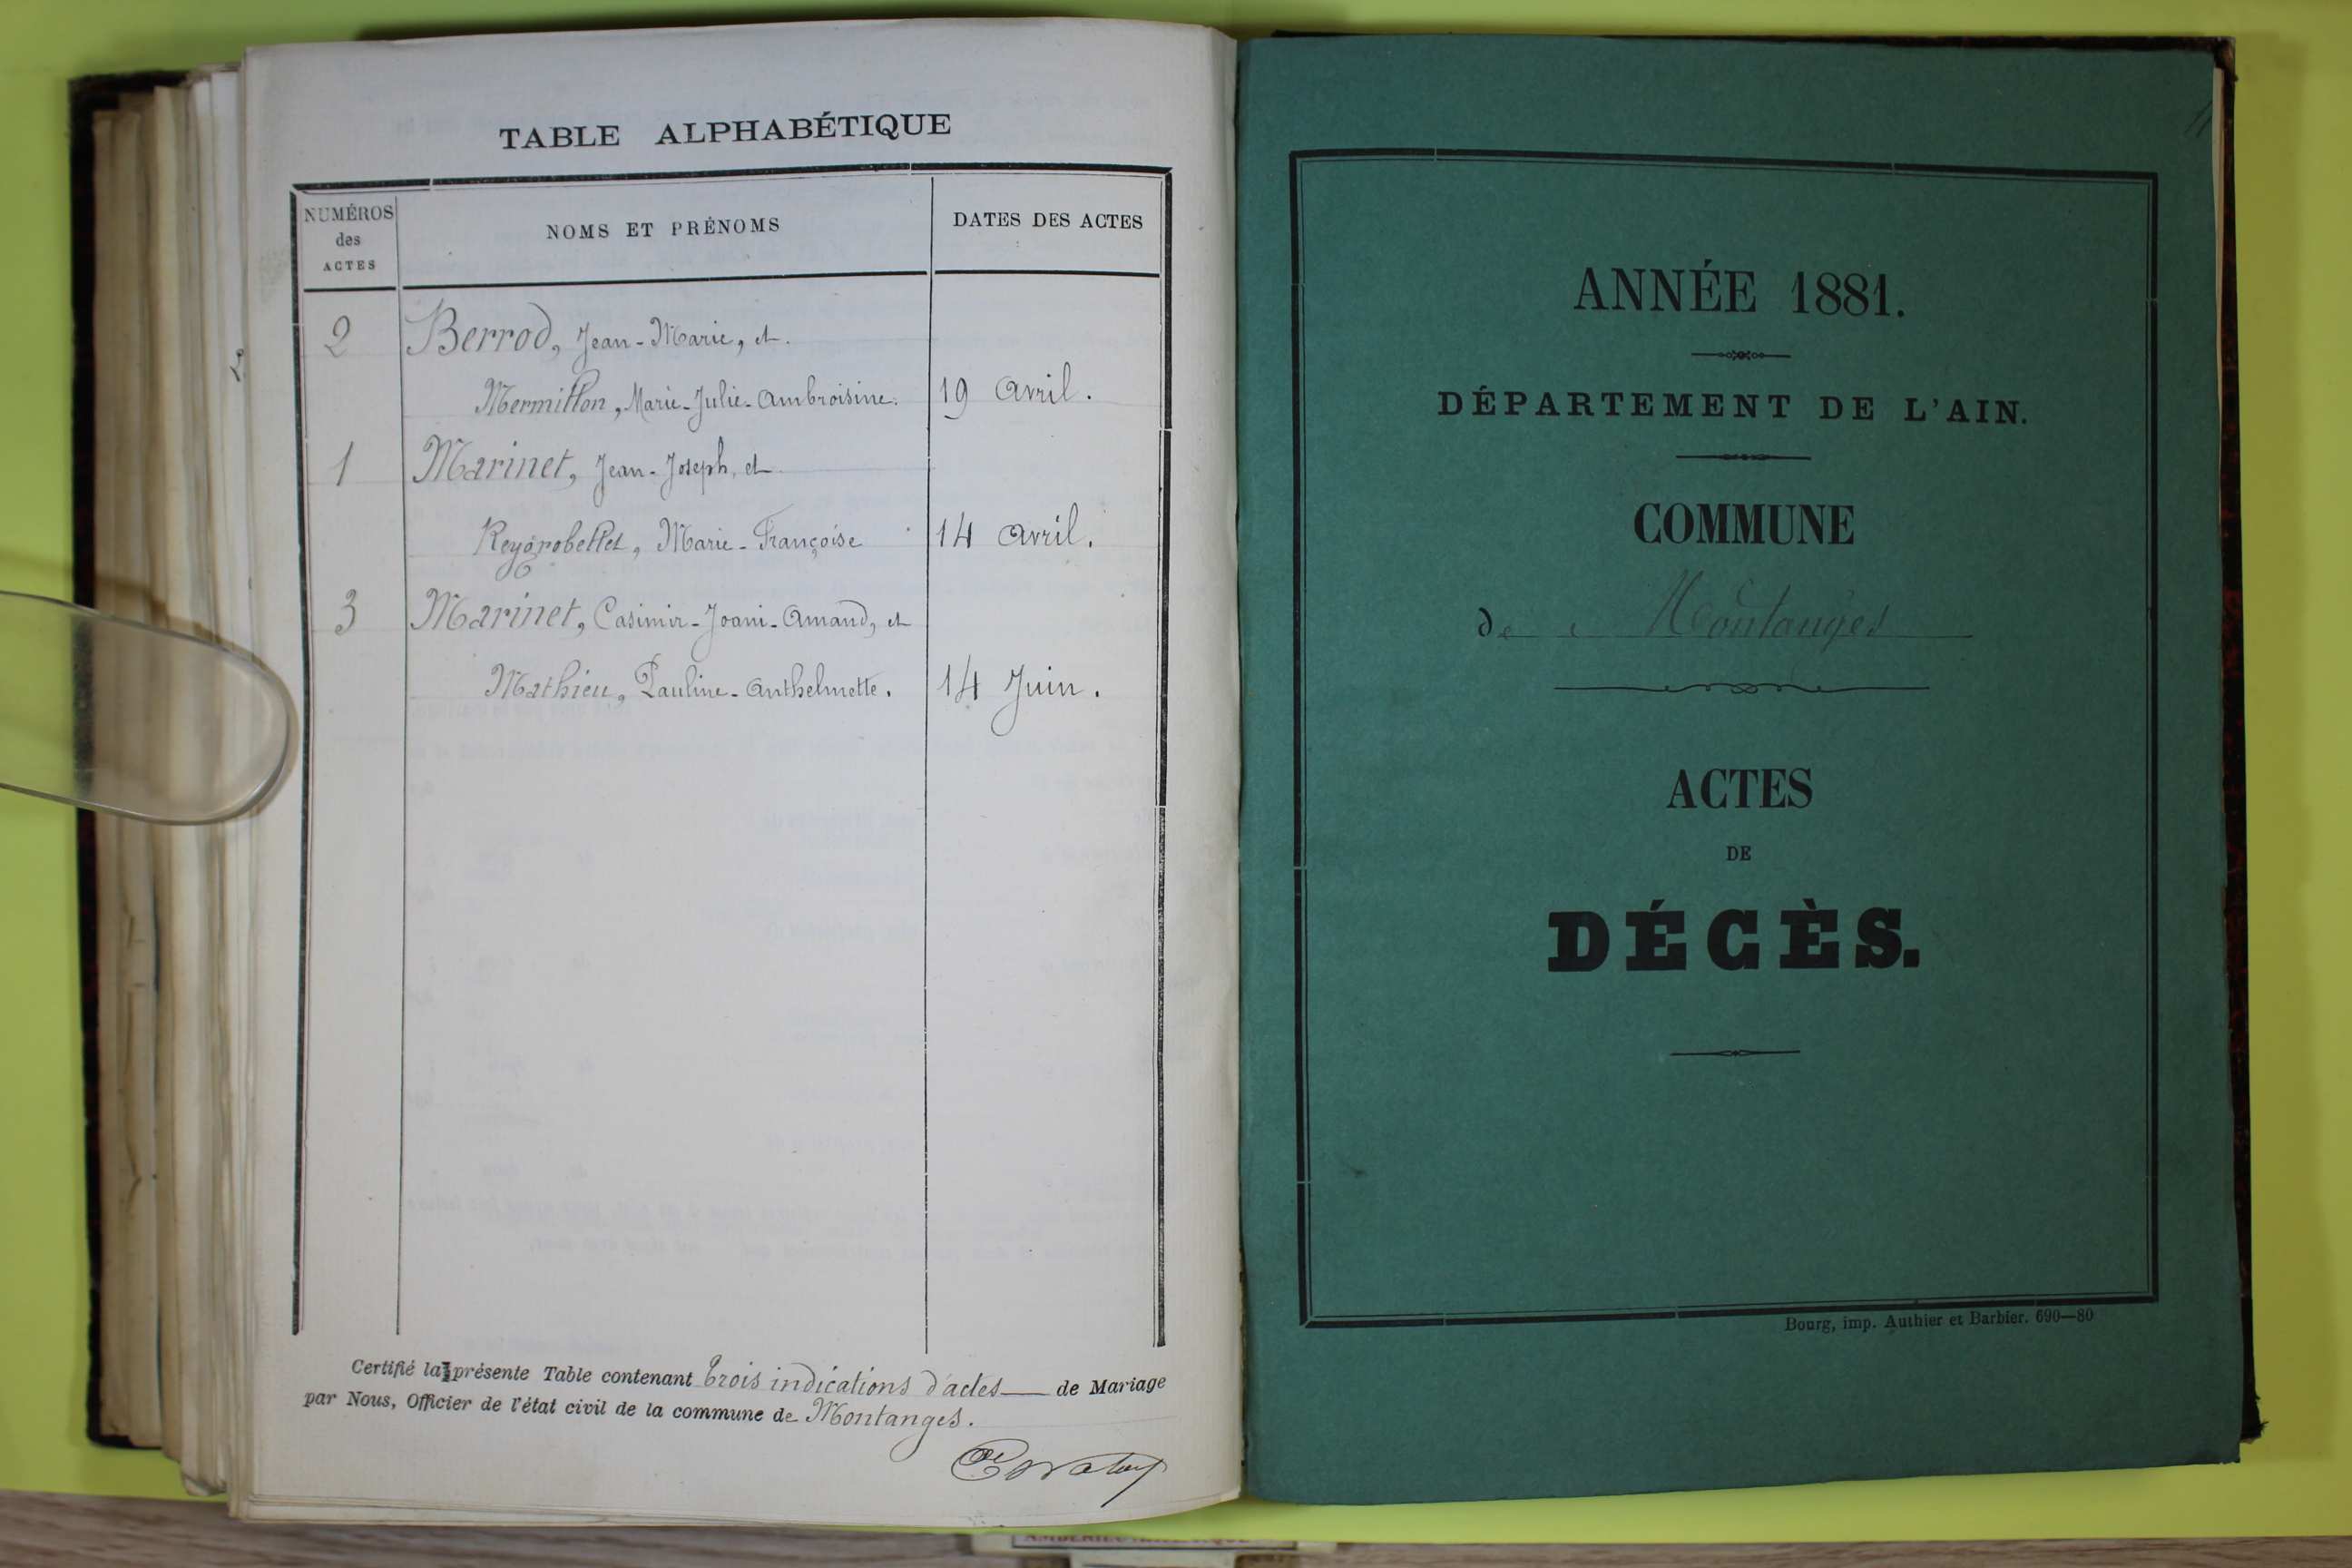 TABLE ALPHABÉTIQUE
NUMÉROS
des
ACTES
NOMS ET PRÉNOMS
DATES DES ACTES
2 Berrod, Jean-Marie, et.
Mermillon, Marie-Julie-Ambroisine. 19 Avril.
1 Marinet, Jean-Joseph, et
Reygrobellet, Marie-Françoise 14 Avril.
3 Marinet, Casimir-Joani-Amand, et
Mathieu, Pauline-Anthelmette. 14 Juin.
Certifié la présente Table contenant trois indications d'actes de Mariage
par Nous, Officier de l'état civil de la commune de Montanges.
ANNÉE 1881.
DÉPARTEMENT DE L'AIN.
COMMUNE
de Montanges
ACTES
DE
DÉCÈS.
Bourg, imp. Authier et Barbier. 690—80